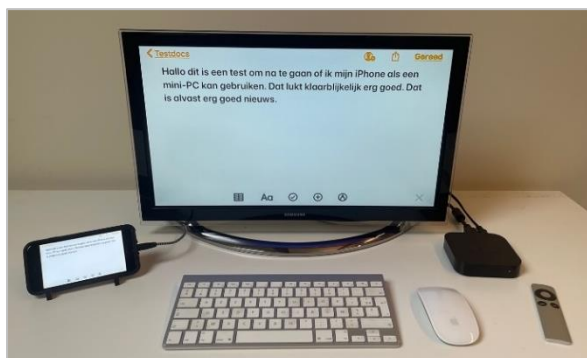 Testdocs
Gereed
Hallo dit is een test om na te gaan of ik mijn iPhone als een
mini-PC kan gebruiken. Dat lukt klaarblijkelijk erg goed. Dat
is alvast erg goed nieuws.
Aa
SAMSUNG